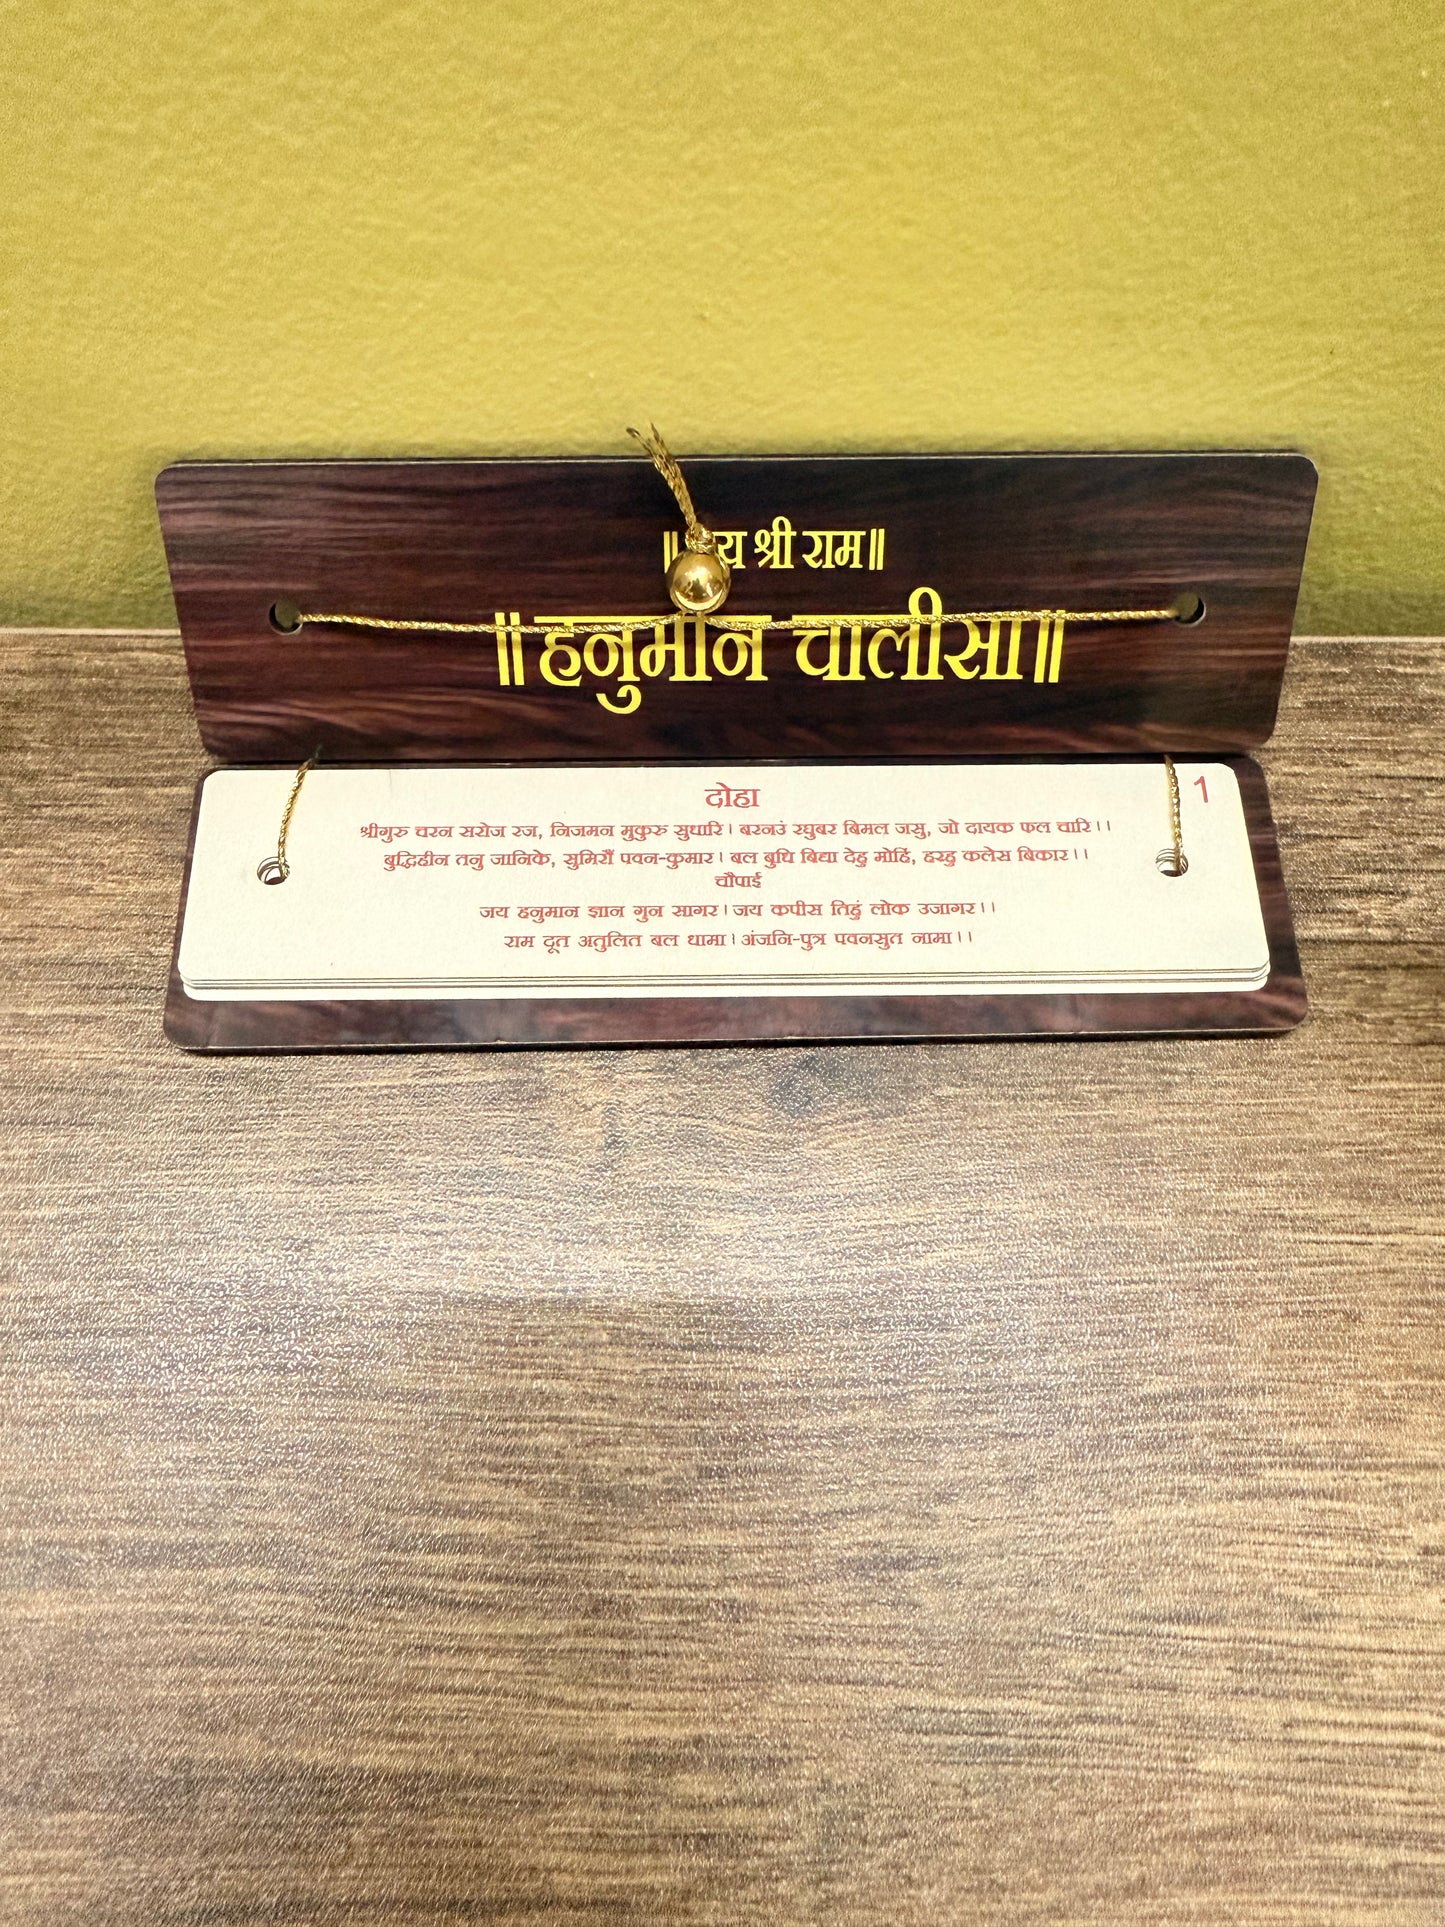 श्री राम॥
॥हनुमान चालीसा॥
1
दोहा
श्रीगुरु चरन सरोज रज, निजमन मुकुरु सुधारि। बरनउं रघुबर बिमल जसु, जो दायक फल चारि।।
बुद्धिहीन तनु जानिके, सुमिरौं पवन-कुमार। बल बुधि बिद्या देहु मोहिं, हरहु कलेस बिकार।।
चौपाई
जय हनुमान ज्ञान गुन सागर। जय कपीस तिहुं लोक उजागर।।
राम दूत अतुलित बल धामा। अंजनि-पुत्र पवनसुत नामा।।